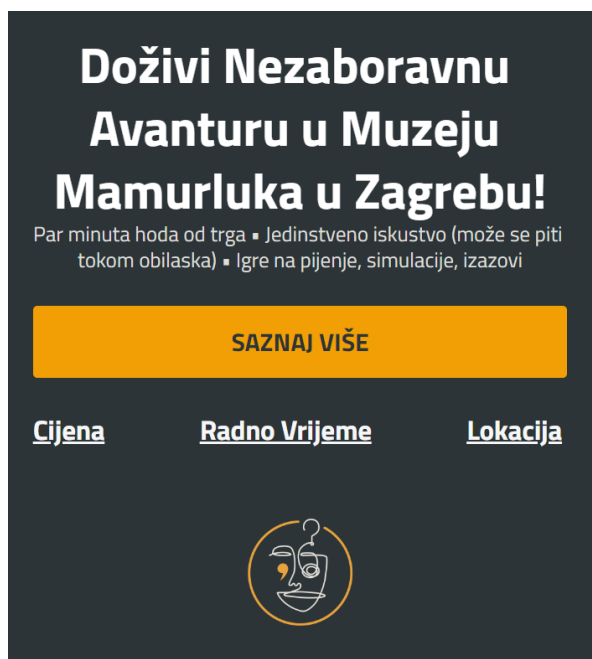 Doživi Nezaboravnu
Avanturu u Muzeju
Mamurluka u Zagrebu!
Par minuta hoda od trga ▪ Jedinstveno iskustvo (može se piti
tokom obilaska) ▪ Igre na pijenje, simulacije, izazovi
SAZNAJ VIŠE
Cijena Radno Vrijeme Lokacija